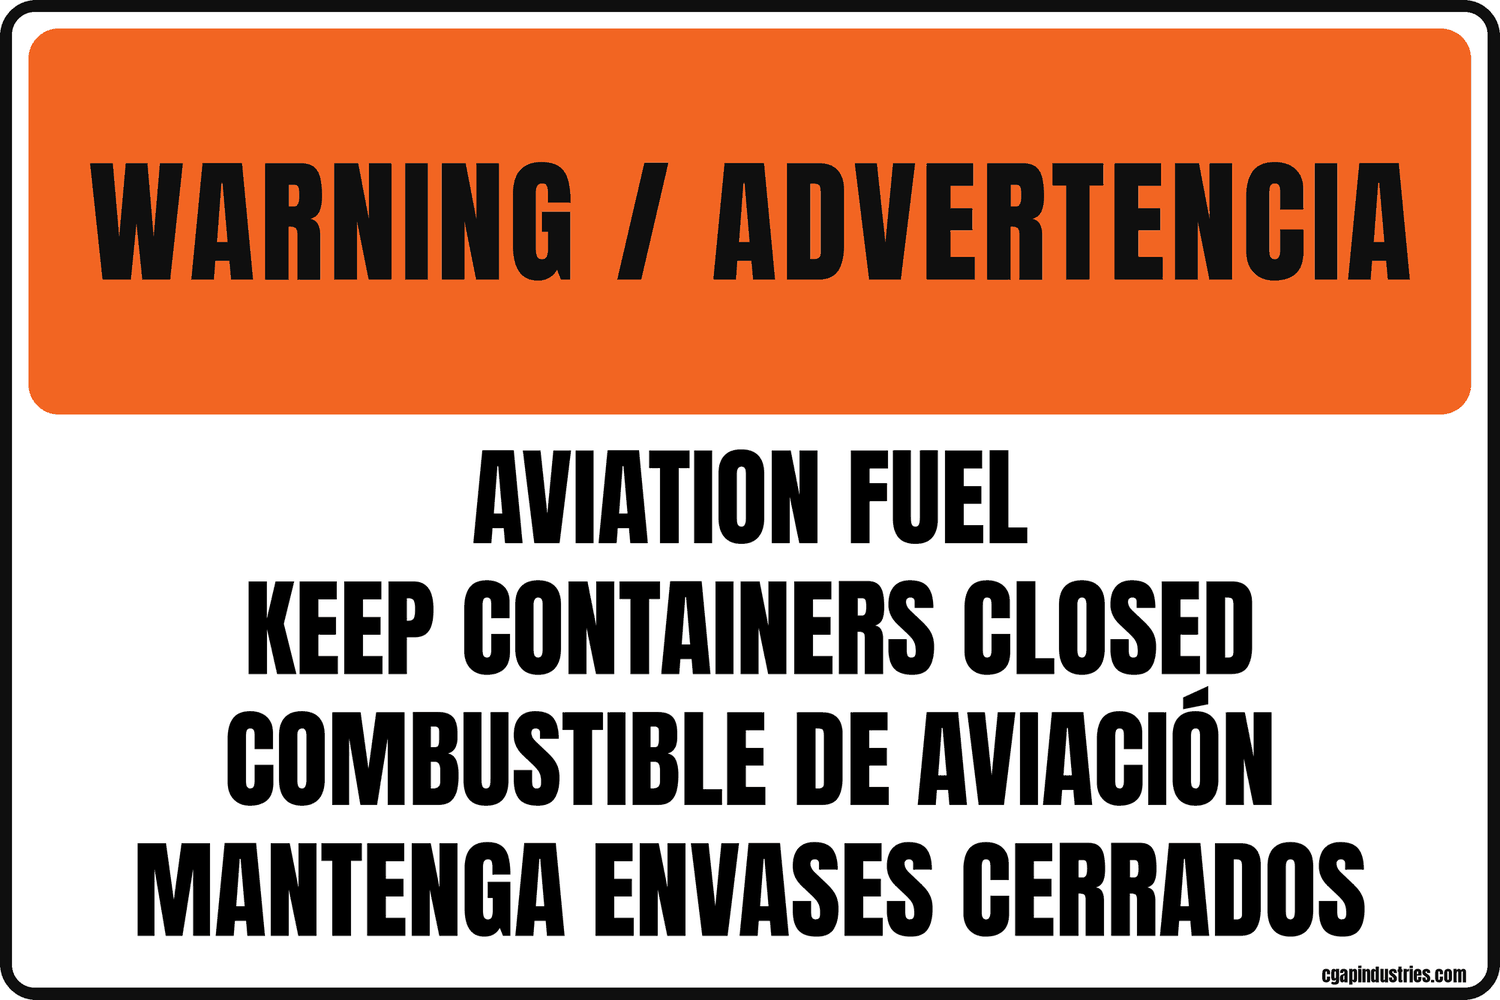 WARNING / ADVERTENCIA
AVIATION FUEL
KEEP CONTAINERS CLOSED
COMBUSTIBLE DE AVIACIÓN
MANTENGA ENVASES CERRADOS
cgapindustries.com